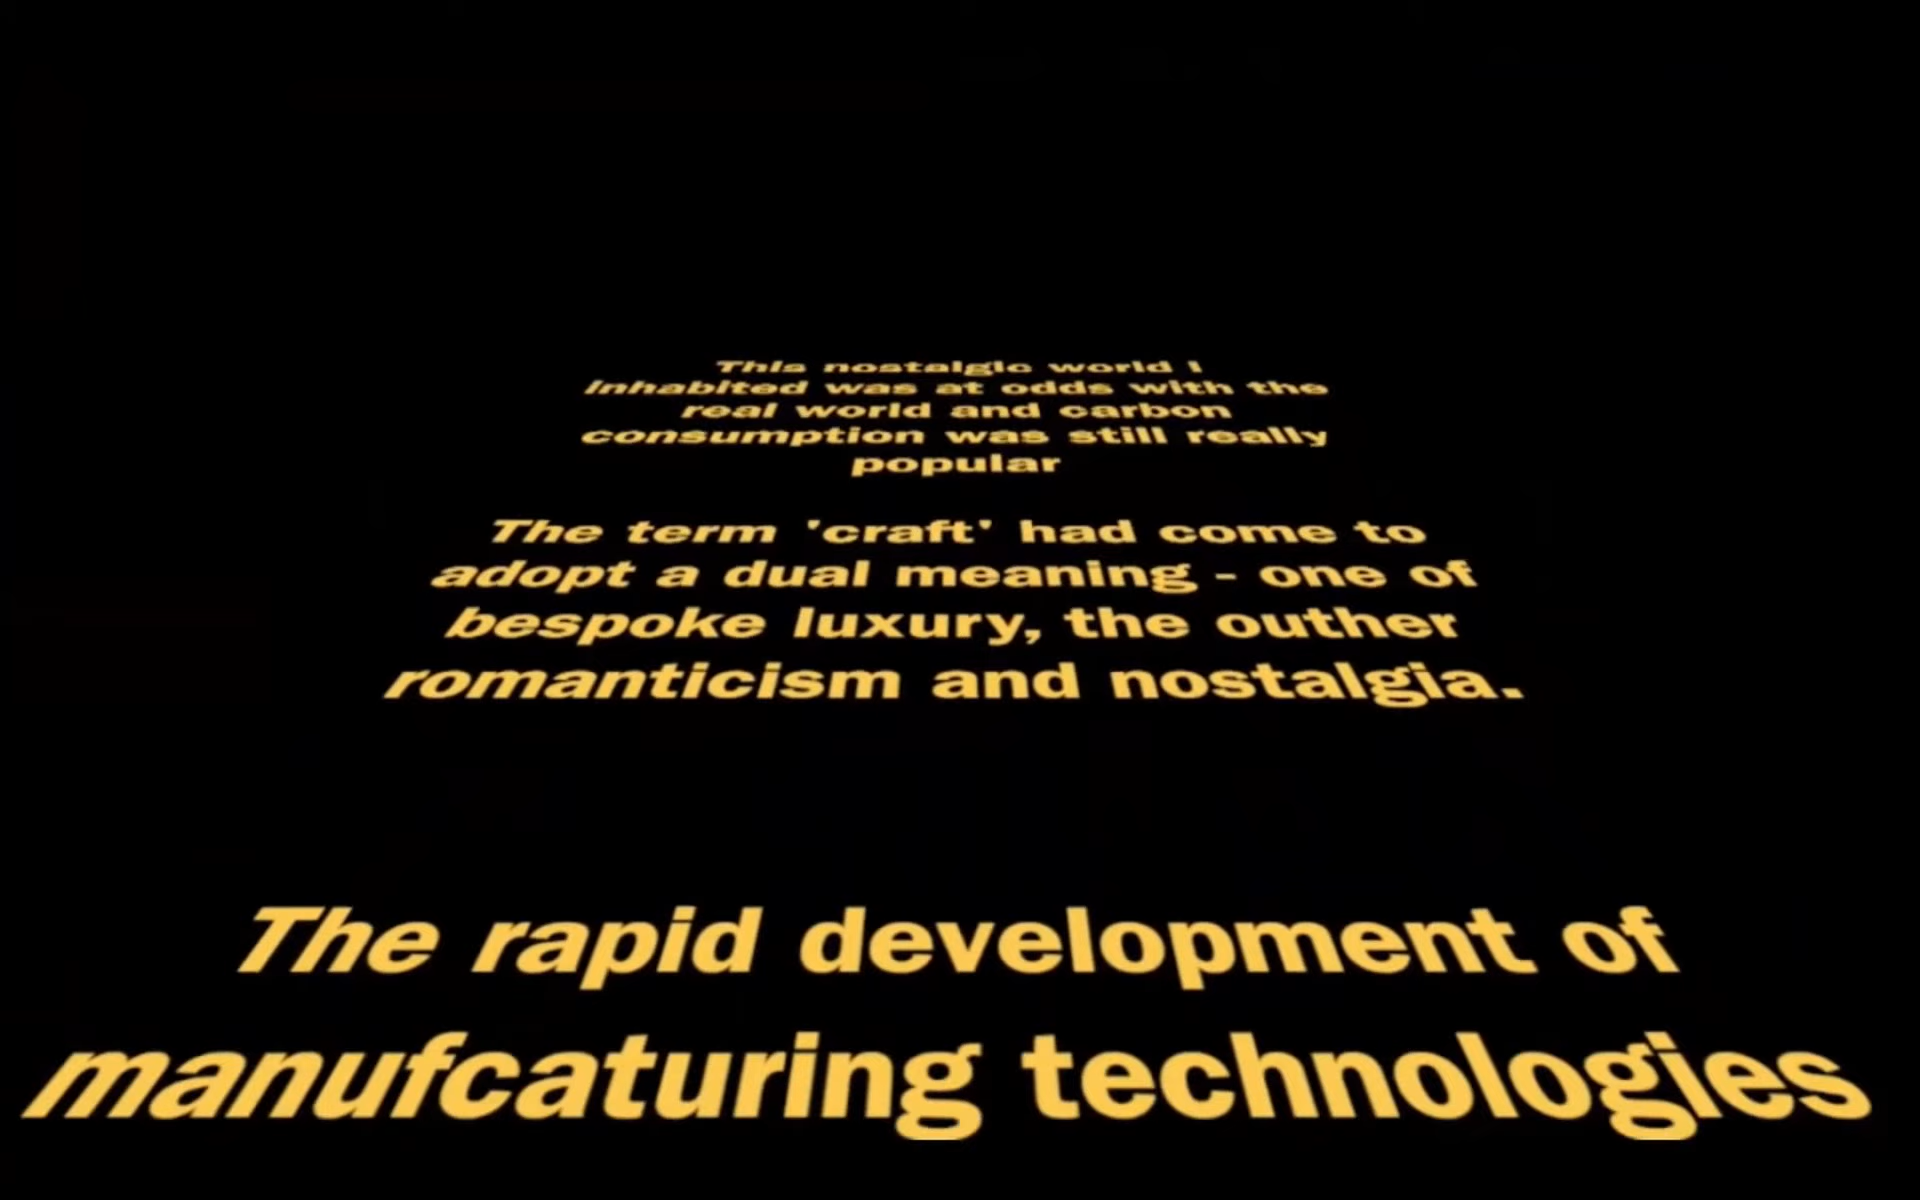 This nostalgic world I
inhabited was at odds with the
real world and carbon
consumption was still really
popular
The term 'craft' had come to
adopt a dual meaning - one of
bespoke luxury, the outher
romanticism and nostalgia.
The rapid development of
manufcaturing technologies